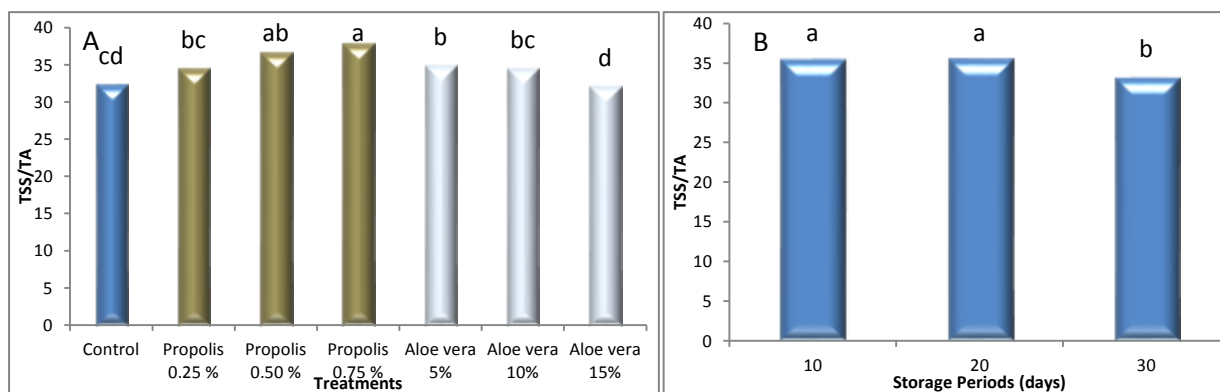 A
cd
bc
ab
a
b
bc
d
40
35
30
25
20
15
10
5
0
TSS/TA
Control
Propolis 0.25 %
Propolis 0.50 %
Propolis 0.75 %
Aloe vera 5%
Aloe vera 10%
Aloe vera 15%
Treatments
B
a
a
b
40
35
30
25
20
15
10
5
0
TSS/TA
10
20
30
Storage Periods (days)